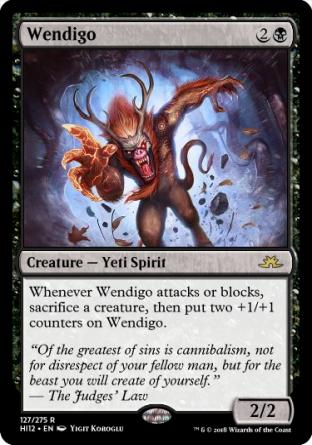 Wendigo 2
Creature — Yeti Spirit
Whenever Wendigo attacks or blocks,
sacrifice a creature, then put two +1/+1
counters on Wendigo.
“Of the greatest of sins is cannibalism, not
for disrespect of your fellow man, but for the
beast you will create of yourself.”
— The Judges’ Law
2/2
127/275 R
HI12 • EN Yigit Koroglu
™ & © 2018 Wizards of the Coast